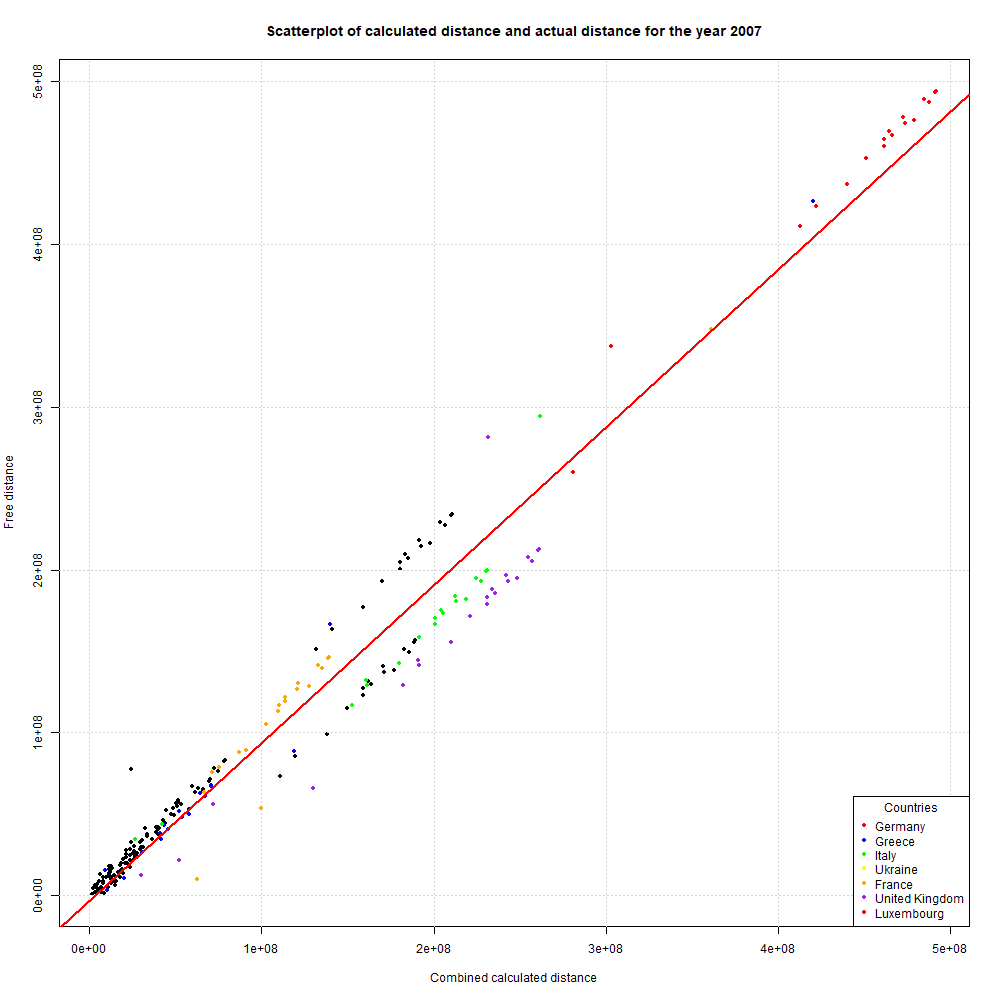 Scatterplot of calculated distance and actual distance for the year 2007
Free distance
5e+08
4e+08
3e+08
2e+08
1e+08
0e+00
0e+00 1e+08 2e+08 3e+08 4e+08 5e+08
Combined calculated distance
Countries
Germany
Greece
Italy
Ukraine
France
United Kingdom
Luxembourg